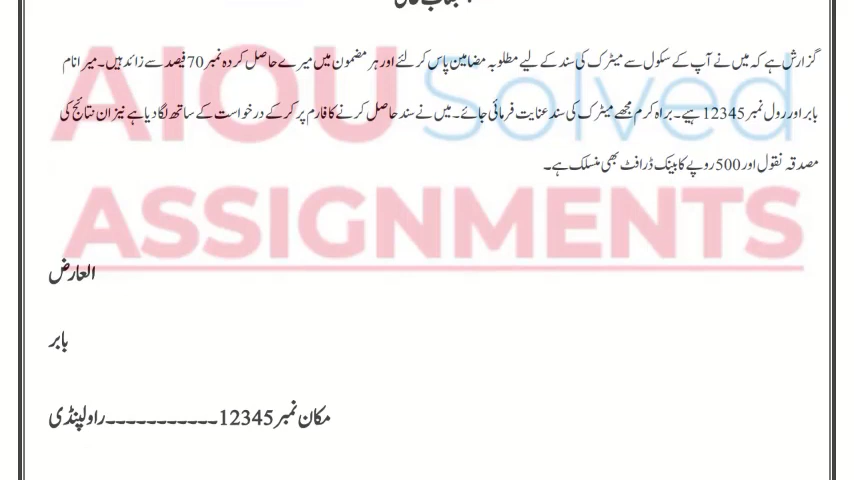 گزارش ہے کہ میں نے آپ کے سکول سے میٹرک کی سند کے لیے مطلوبہ مضامین پاس کر لئے اور ہر مضمون میں میرے حاصل کردہ نمبر 70 فیصد سے زائد ہیں۔ میرا نام
بابر اور رول نمبر 12345 ہیے۔ براہ کرم مجھے میٹرک کی سند عنایت فرمائی جائے۔ میں نے سند حاصل کرنے کا فارم پر کر کے درخواست کے ساتھ لگا دیا ہے نیز ان نتائج کی
مصدقہ نقول اور 500 روپے کا بینک ڈرافٹ بھی منسلک ہے۔
AIOU Solved
ASSIGNMENTS
العارض
بابر
مکان نمبر 12345۔۔۔۔۔۔۔۔۔۔۔راولپنڈی